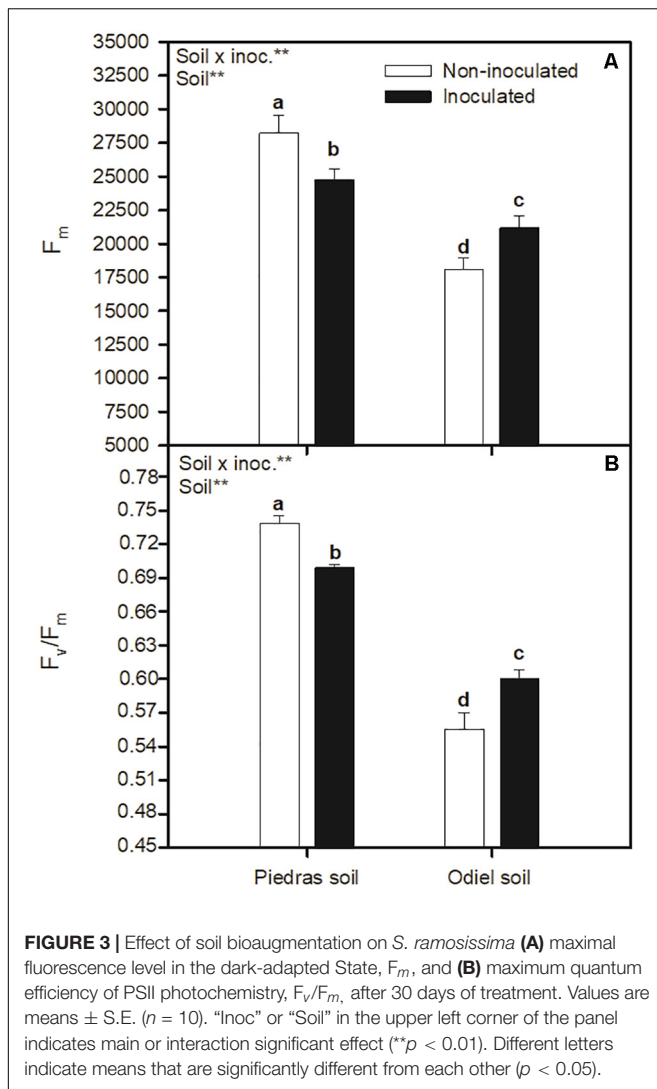 35000
32500
30000
27500
25000
22500
20000
17500
15000
12500
10000
7500
5000
Fm
Soil x inoc.**
Soil**
Non-inoculated
Inoculated
A
a
b
d
c
0.78
0.75
0.72
0.69
0.66
0.63
0.60
0.57
0.54
0.51
0.48
0.45
Fv/Fm
Soil x inoc.**
Soil**
B
a
b
d
c
Piedras soil
Odiel soil
FIGURE 3 | Effect of soil bioaugmentation on S. ramosissima (A) maximal
fluorescence level in the dark-adapted State, Fm, and (B) maximum quantum
efficiency of PSII photochemistry, Fv/Fm, after 30 days of treatment. Values are
means ± S.E. (n = 10). “Inoc” or “Soil” in the upper left corner of the panel
indicates main or interaction significant effect (**p < 0.01). Different letters
indicate means that are significantly different from each other (p < 0.05).